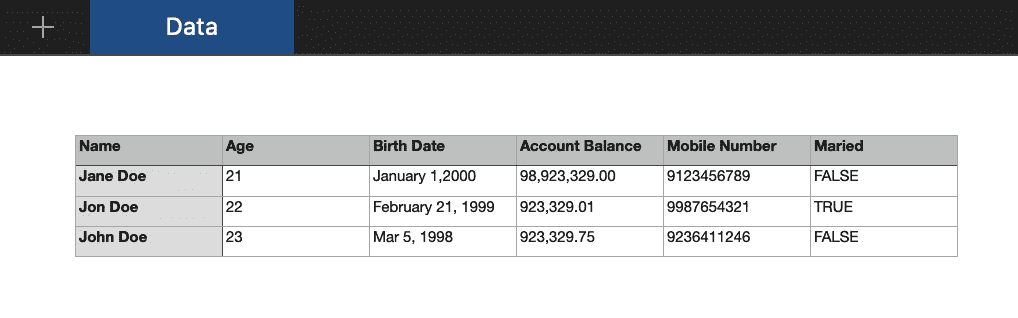 Data
Name Age Birth Date Account Balance Mobile Number Maried
Jane Doe 21 January 1,2000 98,923,329.00 9123456789 FALSE
Jon Doe 22 February 21, 1999 923,329.01 9987654321 TRUE
John Doe 23 Mar 5, 1998 923,329.75 9236411246 FALSE